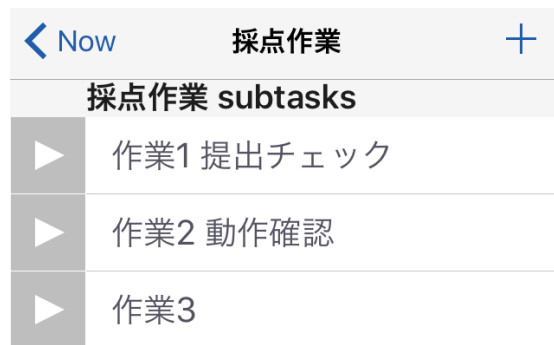 Now 採点作業
採点作業 subtasks
作業1 提出チェック
作業2 動作確認
作業3